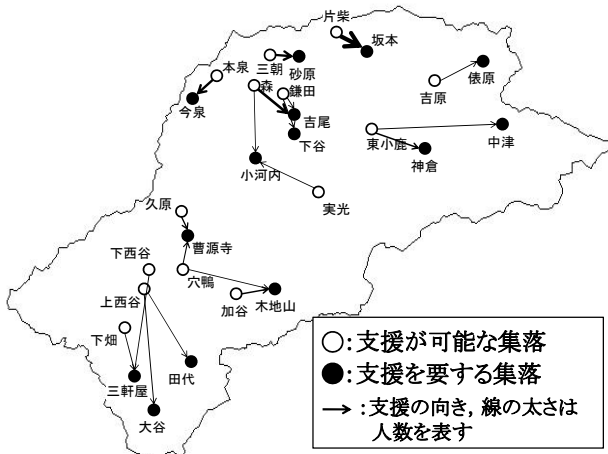 片柴
坂本
三朝
砂原
本泉
森
鎌田
今泉
吉尾
下谷
吉原
俵原
東小鹿
神倉
中津
小河内
実光
久原
曹源寺
下西谷
穴鴨
上西谷
加谷
木地山
下畑
三軒屋
田代
大谷
○:支援が可能な集落
●:支援を要する集落
→:支援の向き，線の太さは
人数を表す